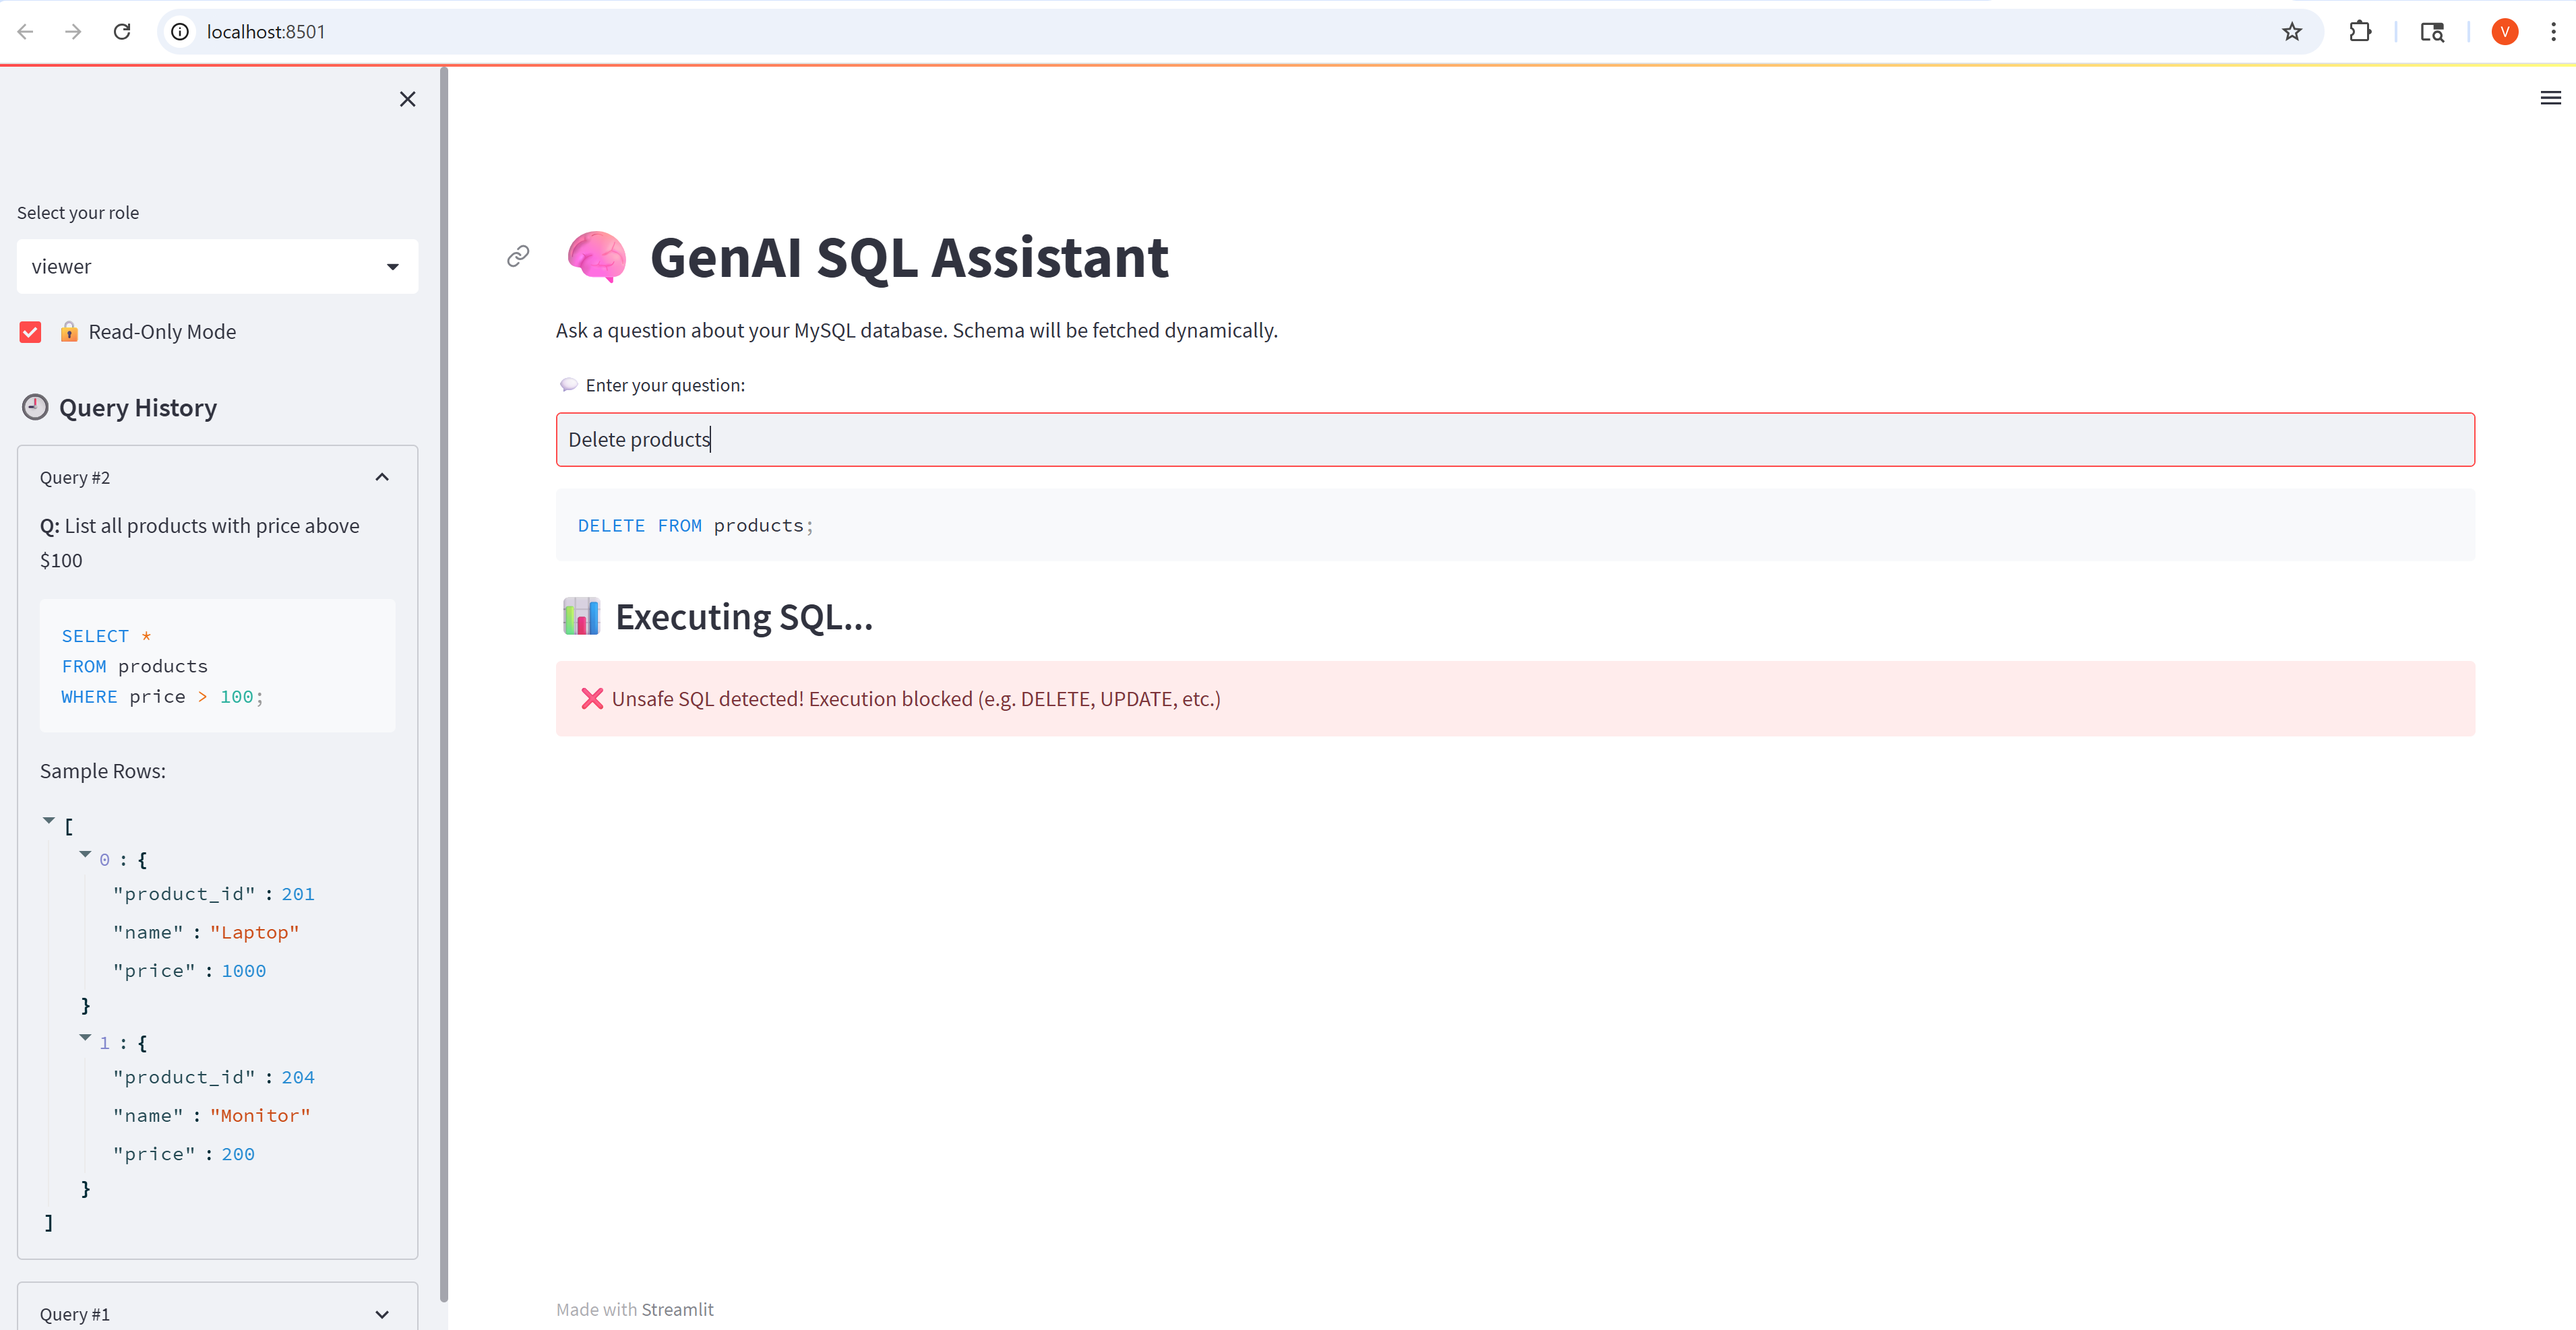 localhost:8501
V
Select your role
viewer
Read-Only Mode
Query History
Query #2
Q: List all products with price above
$100
SELECT *
FROM products
WHERE price > 100;
Sample Rows:
[
0 : {
"product_id" : 201
"name" : "Laptop"
"price" : 1000
}
1 : {
"product_id" : 204
"name" : "Monitor"
"price" : 200
}
]
Query #1
GenAI SQL Assistant
Ask a question about your MySQL database. Schema will be fetched dynamically.
Enter your question:
Delete products
DELETE FROM products;
Executing SQL...
Unsafe SQL detected! Execution blocked (e.g. DELETE, UPDATE, etc.)
Made with Streamlit